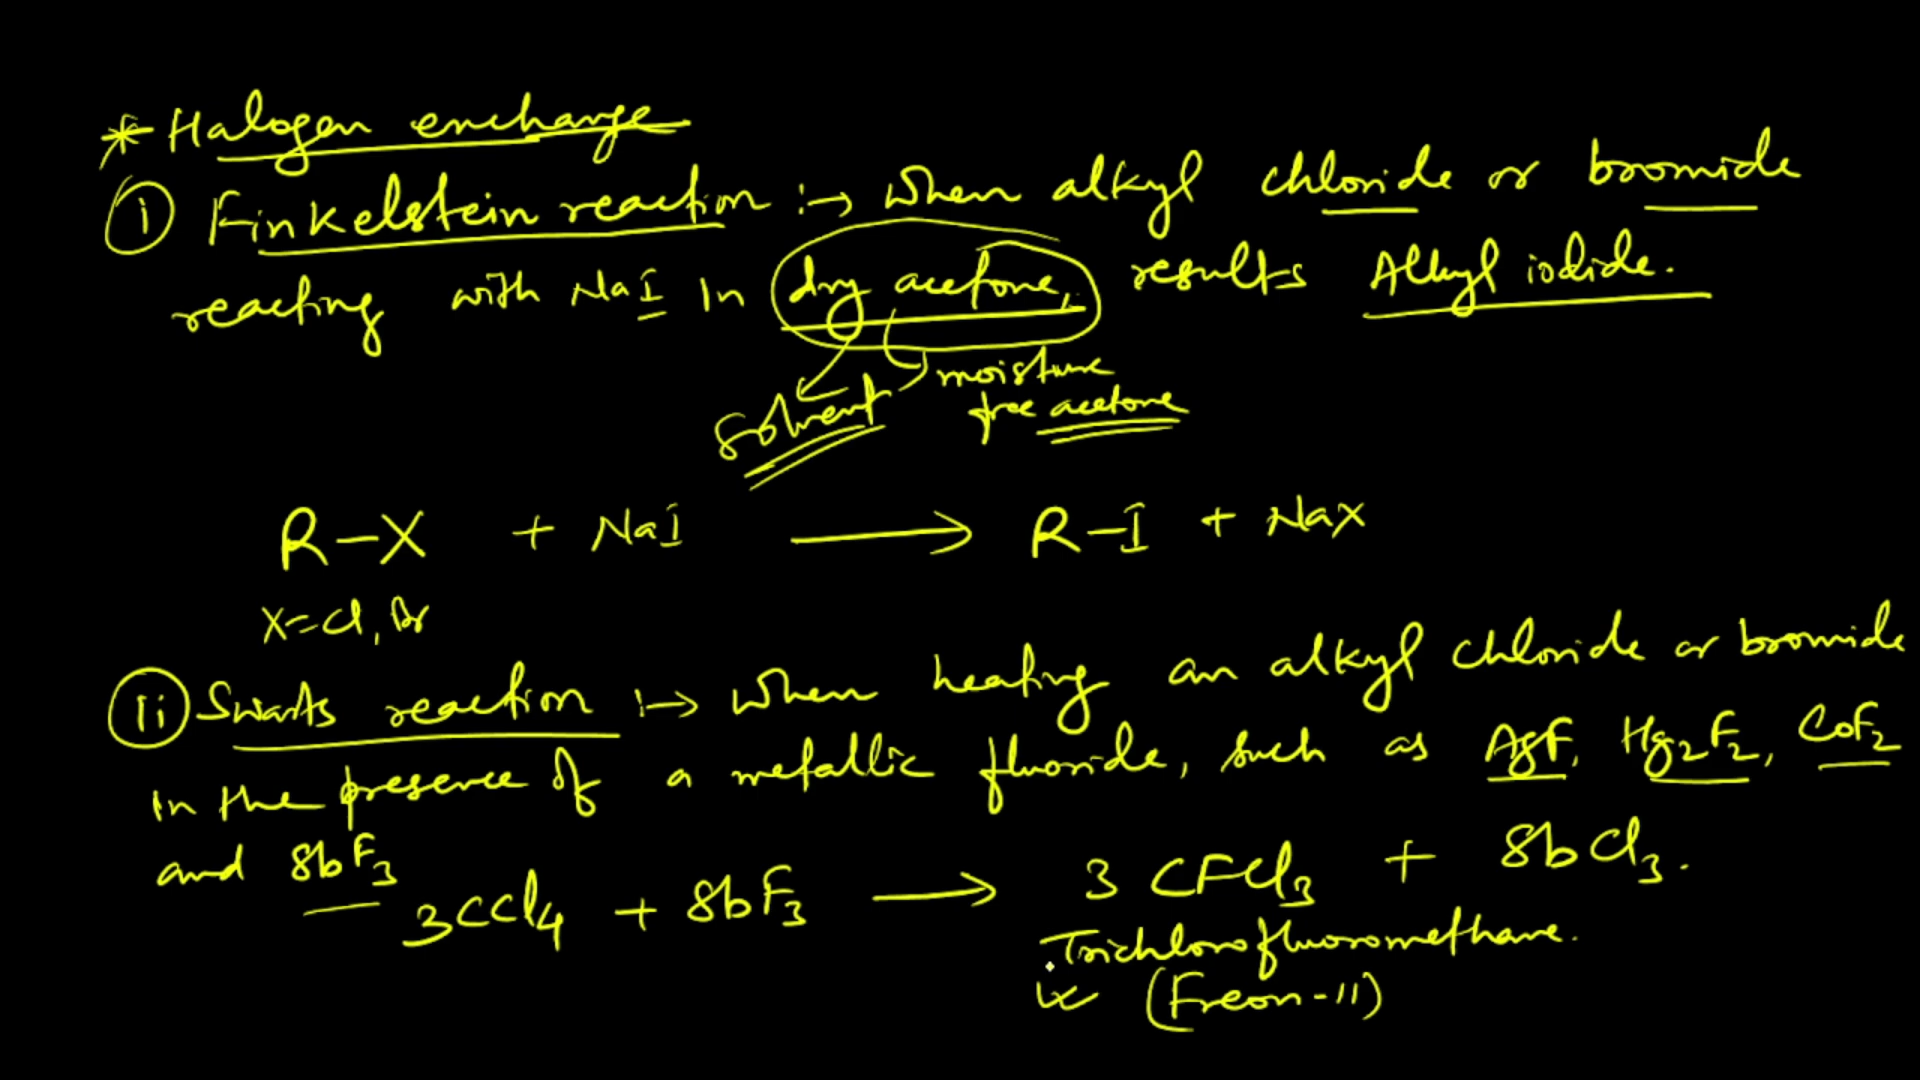 * Halogen exchange
(i) Finkelstein reaction :→ When alkyl chloride or bromide
reacting with NaI In dry acetone, results Alkyl iodide.
solvent moisture
free acetone
R-X + NaI ⟶ R-I + NaX
X=Cl, Br
(ii) Swarts reaction :→ When heating an alkyl chloride or bromide
in the presence of a metallic fluoride, such as AgF, Hg₂F₂, CoF₂
and SbF₃
3CCl₄ + SbF₃ ⟶ 3 CFCl₃ + SbCl₃.
Trichlorofluoromethane.
(Freon-11)